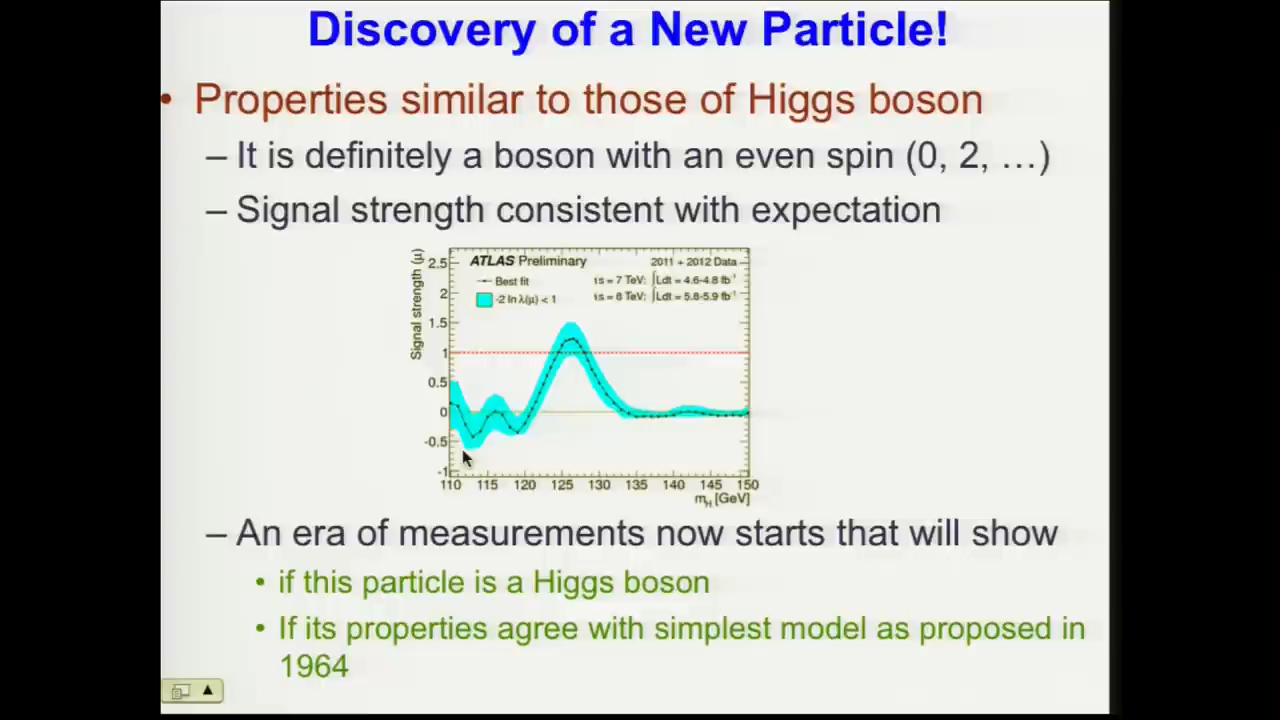 Discovery of a New Particle!
• Properties similar to those of Higgs boson
– It is definitely a boson with an even spin (0, 2, …)
– Signal strength consistent with expectation
Signal strength (μ)
2.5
2
1.5
1
0.5
0
-0.5
-1
ATLAS Preliminary
2011 + 2012 Data
Best fit
-2 ln λ(μ) < 1
√s = 7 TeV: ∫Ldt = 4.6-4.8 fb⁻¹
√s = 8 TeV: ∫Ldt = 5.8-5.9 fb⁻¹
110 115 120 125 130 135 140 145 150
m_H [GeV]
– An era of measurements now starts that will show
• if this particle is a Higgs boson
• If its properties agree with simplest model as proposed in
1964